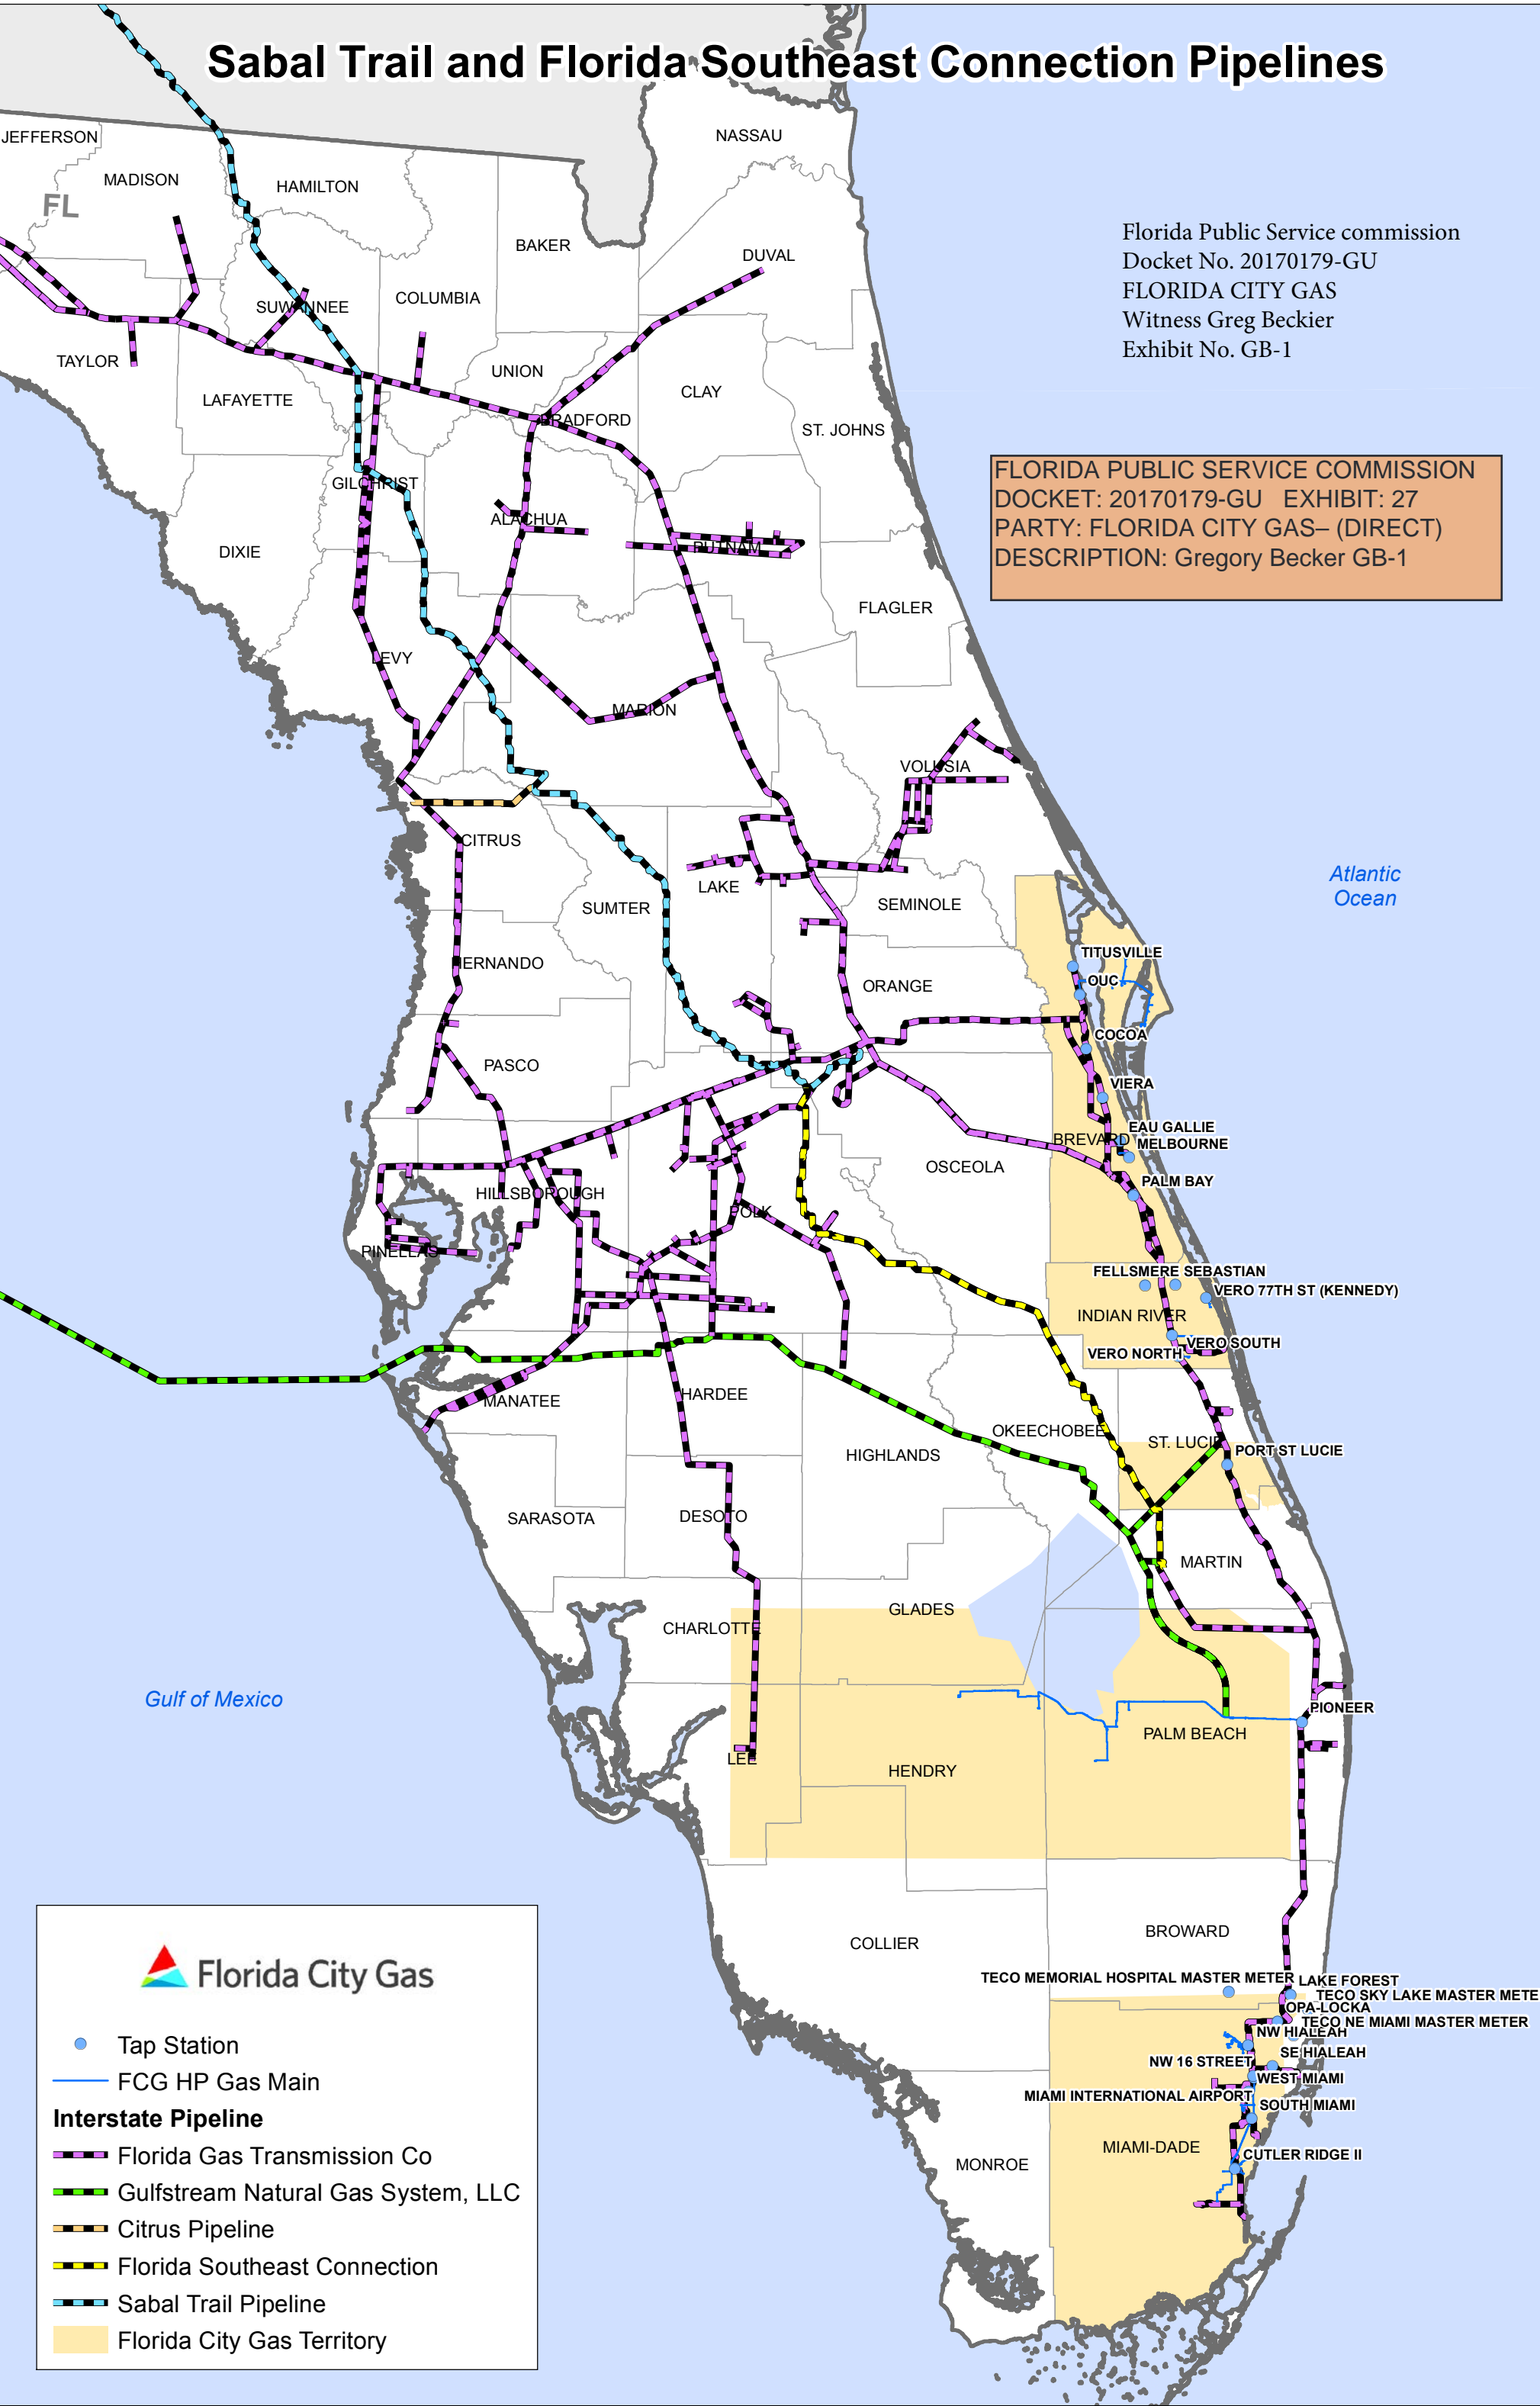 Sabal Trail and Florida Southeast Connection Pipelines
JEFFERSON
NASSAU
MADISON
HAMILTON
FL
Florida Public Service commission
Docket No. 20170179-GU
FLORIDA CITY GAS
Witness Greg Beckier
Exhibit No. GB-1
BAKER
DUVAL
COLUMBIA
SUWANNEE
TAYLOR
UNION
LAFAYETTE
CLAY
BRADFORD
ST. JOHNS
FLORIDA PUBLIC SERVICE COMMISSION
DOCKET: 20170179-GU EXHIBIT: 27
PARTY: FLORIDA CITY GAS– (DIRECT)
DESCRIPTION: Gregory Becker GB-1
GILCHRIST
ALACHUA
PUTNAM
DIXIE
FLAGLER
LEVY
MARION
VOLUSIA
CITRUS
LAKE
SUMTER
SEMINOLE
Atlantic
Ocean
HERNANDO
TITUSVILLE
OUC
ORANGE
COCOA
PASCO
VIERA
EAU GALLIE
BREVARD
MELBOURNE
OSCEOLA
PALM BAY
HILLSBOROUGH
POLK
PINELLAS
FELLSMERE SEBASTIAN
VERO 77TH ST (KENNEDY)
INDIAN RIVER
VERO SOUTH
VERO NORTH
MANATEE
HARDEE
OKEECHOBEE
ST. LUCIE
HIGHLANDS
PORT ST LUCIE
SARASOTA
DESOTO
MARTIN
GLADES
CHARLOTTE
Gulf of Mexico
PIONEER
PALM BEACH
LEE
HENDRY
BROWARD
COLLIER
TECO MEMORIAL HOSPITAL MASTER METER
LAKE FOREST
TECO SKY LAKE MASTER METE
OPA-LOCKA
TECO NE MIAMI MASTER METER
NW HIALEAH
SE HIALEAH
NW 16 STREET
WEST MIAMI
MIAMI INTERNATIONAL AIRPORT
SOUTH MIAMI
MIAMI-DADE
CUTLER RIDGE II
MONROE
Florida City Gas
Tap Station
FCG HP Gas Main
Interstate Pipeline
Florida Gas Transmission Co
Gulfstream Natural Gas System, LLC
Citrus Pipeline
Florida Southeast Connection
Sabal Trail Pipeline
Florida City Gas Territory